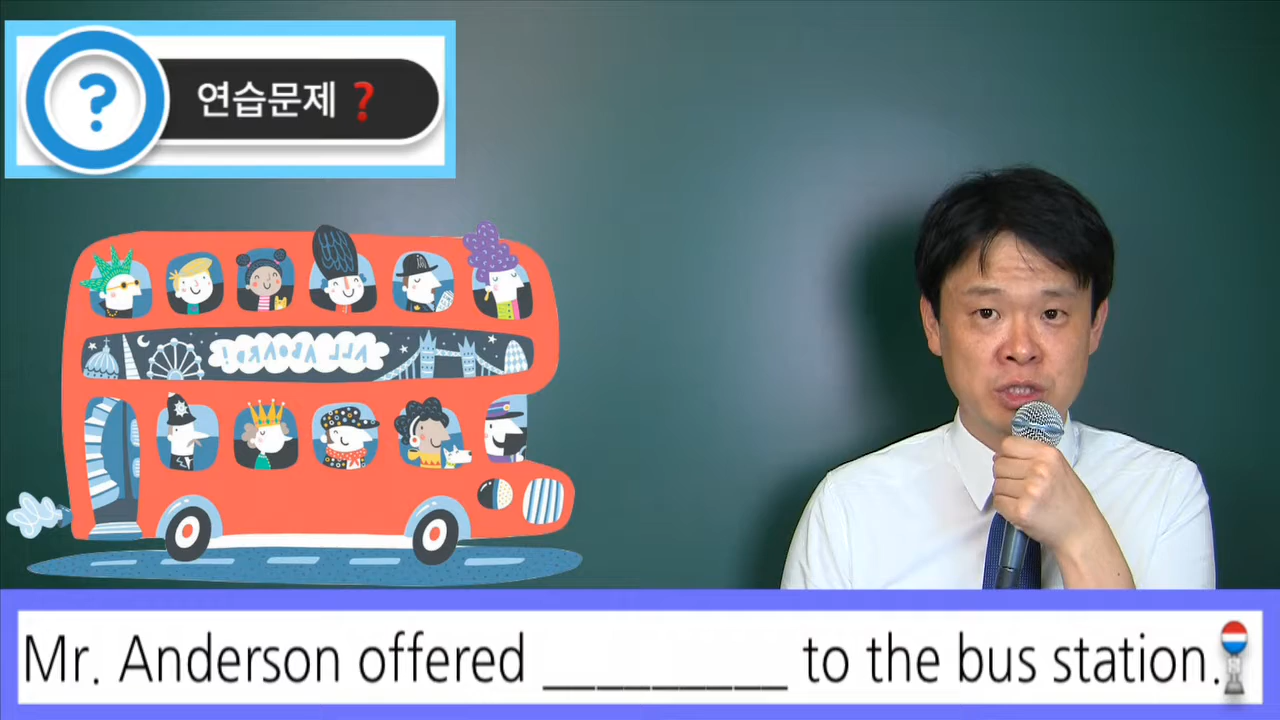 ?
연습문제❓
ALL ABOARD!
Mr. Anderson offered _________ to the bus station.